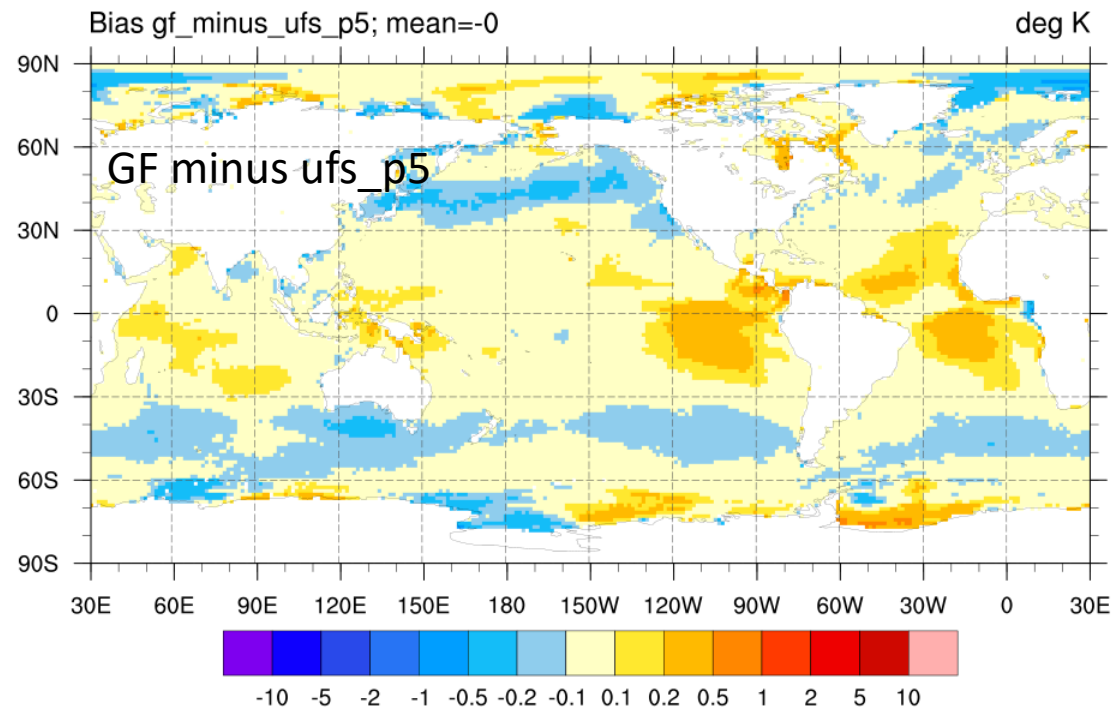 Bias gf_minus_ufs_p5; mean=-0 deg K
90N
60N
GF minus ufs_p5
30N
0
30S
60S
90S
30E 60E 90E 120E 150E 180 150W 120W 90W 60W 30W 0 30E
-10 -5 -2 -1 -0.5 -0.2 -0.1 0.1 0.2 0.5 1 2 5 10